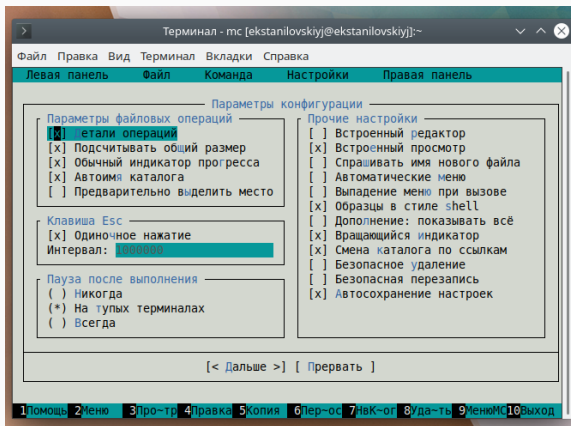 Терминал - mc [ekstanilovskiyj@ekstanilovskiyj]:~
Файл Правка Вид Терминал Вкладки Справка
Левая панель Файл Команда Настройки Правая панель
Параметры конфигурации
Параметры файловых операций
[x] Детали операций
[x] Подсчитывать общий размер
[x] Обычный индикатор прогресса
[x] Автоимя каталога
[ ] Предварительно выделить место
Клавиша Esc
[x] Одиночное нажатие
Интервал: 1000000
Пауза после выполнения
( ) Никогда
(*) На тупых терминалах
( ) Всегда
Прочие настройки
[ ] Встроенный редактор
[x] Встроенный просмотр
[ ] Спрашивать имя нового файла
[ ] Автоматические меню
[ ] Выпадение меню при вызове
[x] Образцы в стиле shell
[ ] Дополнение: показывать всё
[x] Вращающийся индикатор
[x] Смена каталога по ссылкам
[ ] Безопасное удаление
[ ] Безопасная перезапись
[x] Автосохранение настроек
[< Дальше >] [ Прервать ]
1Помощь 2Меню 3Про~тр 4Правка 5Копия 6Пер~ос 7НвК~ог 8Уда~ть 9МенюMC 10Выход